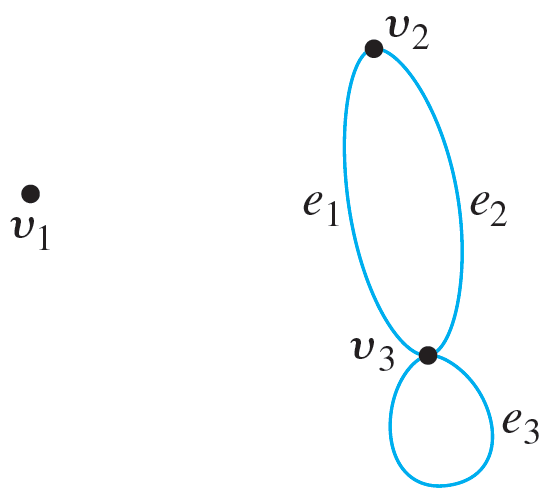 v₂
e₁
e₂
v₁
v₃
e₃